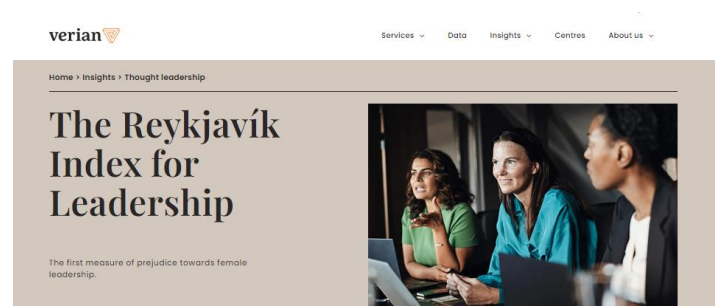 verian
Services Data Insights Centres About us
Home > Insights > Thought leadership
The Reykjavík
Index for
Leadership
The first measure of prejudice towards female
leadership.